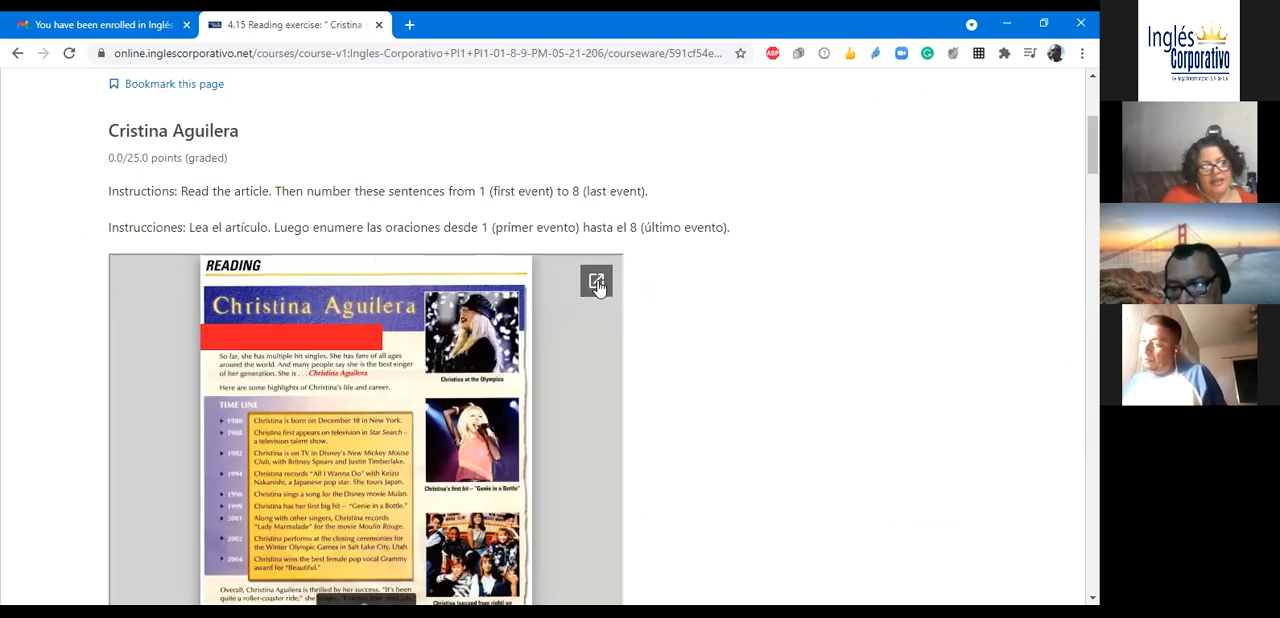 You have been enrolled in Inglés
4.15 Reading exercise: " Cristina
online.inglescorporativo.net/courses/course-v1:Ingles-Corporativo+PI1+PI1-01-8-9-PM-05-21-206/courseware/591cf54e...
ABP
Bookmark this page
Cristina Aguilera
0.0/25.0 points (graded)
Instructions: Read the article. Then number these sentences from 1 (first event) to 8 (last event).
Instrucciones: Lea el artículo. Luego enumere las oraciones desde 1 (primer evento) hasta el 8 (último evento).
READING
Christina Aguilera
So far, she has multiple hit singles. She has fans of all ages
around the world. And many people say she is the best singer
of her generation. She is . . . Christina Aguilera
Here are some highlights of Christina's life and career.
TIME LINE
1980 Christina is born on December 18 in New York.
1988 Christina first appears on television in Star Search –
a television talent show.
1992 Christina is on TV in Disney's New Mickey Mouse
Club, with Britney Spears and Justin Timberlake.
1994 Christina records "All I Wanna Do" with Keizo
Nakanishi, a Japanese pop star. She tours Japan.
1998 Christina sings a song for the Disney movie Mulan.
1999 Christina has her first big hit – "Genie in a Bottle."
2001 Along with other singers, Christina records
"Lady Marmalade" for the movie Moulin Rouge.
2002 Christina performs at the closing ceremonies for
the Winter Olympic Games in Salt Lake City, Utah.
2004 Christina wins the best female pop vocal Grammy
award for "Beautiful."
Overall, Christina Aguilera is thrilled by her success. "It's been
quite a roller-coaster ride," she
Christina at the Olympics
Christina's first hit – "Genie in a Bottle"
Christina (second from right) on
Inglés
Corporativo